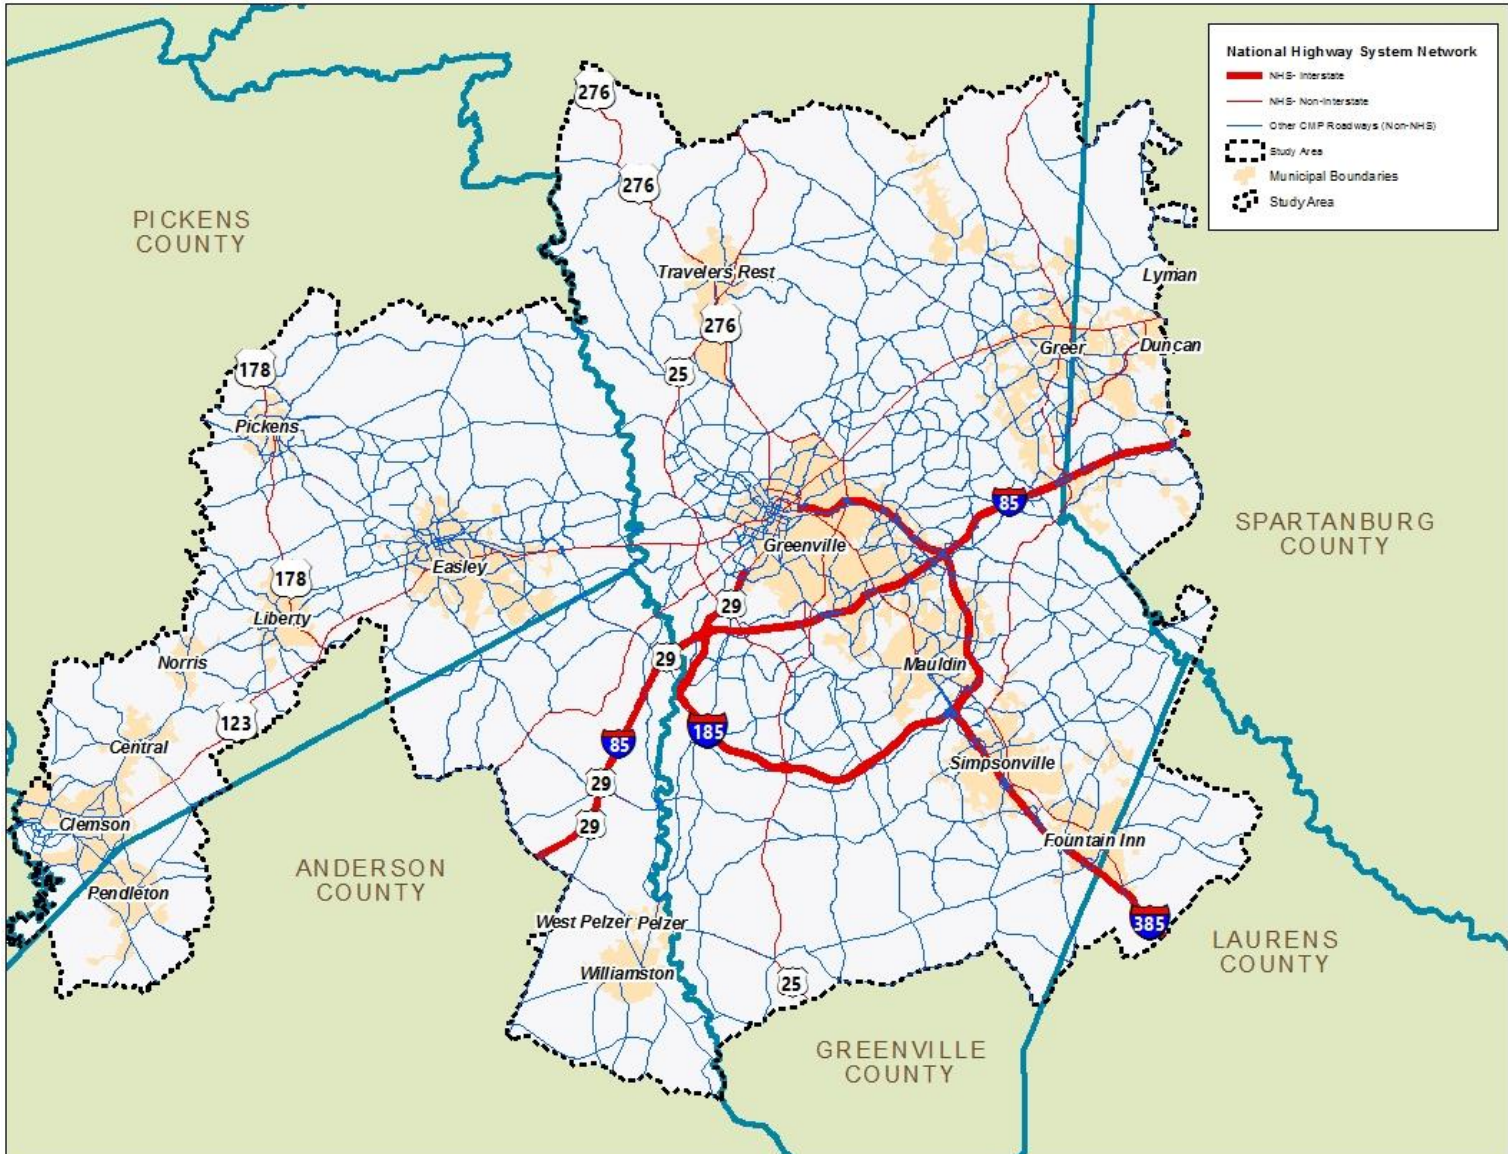 National Highway System Network
NHS- Interstate
NHS- Non-Interstate
Other CMP Roadways (Non-NHS)
Study Area
Municipal Boundaries
Study Area
276
276
PICKENS
COUNTY
Travelers Rest
Lyman
276
Greer
Duncan
178
25
Pickens
85
SPARTANBURG
COUNTY
Greenville
Easley
178
29
Liberty
Norris
29
Mauldin
123
185
Central
85
Simpsonville
29
Clemson
29
Fountain Inn
ANDERSON
COUNTY
Pendleton
West Pelzer
Pelzer
385
LAURENS
COUNTY
Williamston
25
GREENVILLE
COUNTY